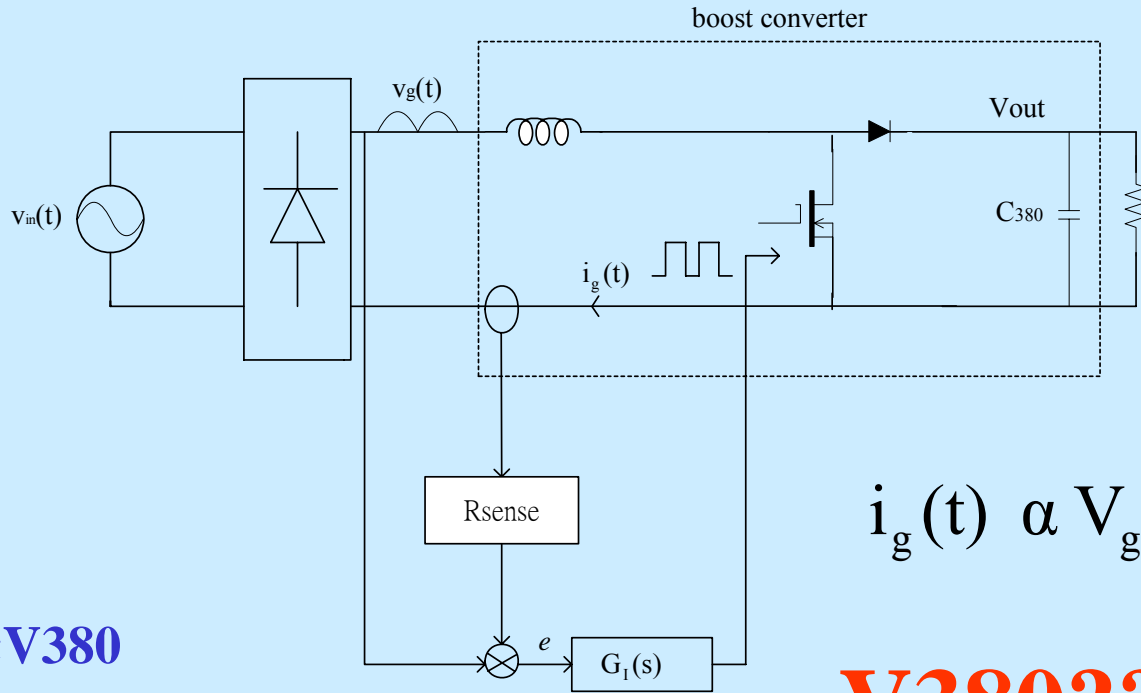 boost converter
vg(t)
Vout
vin(t)
C380
ig(t)
Rsense
ig(t) α Vg
V380
e
GI(s)